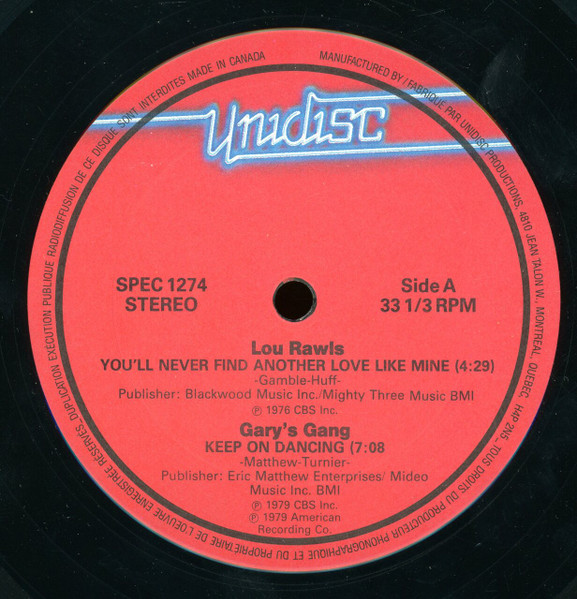 Unidisc
MANUFACTURED BY / FABRIQUE PAR UNIDISC PRODUCTIONS, 4810 JEAN TALON W., MONTREAL, QUEBEC, H4P 2N5, TOUS DROITS DU PRODUCTEUR PHONOGRAPHIQUE ET DU PROPRIETAIRE DE L'OEUVRE ENREGISTRÉE RESERVES, DUPLICATION EXECUTION PUBLIQUE RADIODIFFUSION DE CE DISQUE SONT INTERDITES MADE IN CANADA
SPEC 1274
STEREO
Side A
33 1/3 RPM
Lou Rawls
YOU'LL NEVER FIND ANOTHER LOVE LIKE MINE (4:29)
-Gamble-Huff-
Publisher: Blackwood Music Inc./Mighty Three Music BMI
℗ 1976 CBS Inc.
Gary's Gang
KEEP ON DANCING (7:08
-Matthew-Turnier-
Publisher: Eric Matthew Enterprises/ Mideo
Music Inc. BMI
℗ 1979 CBS Inc.
℗ 1979 American
Recording Co.